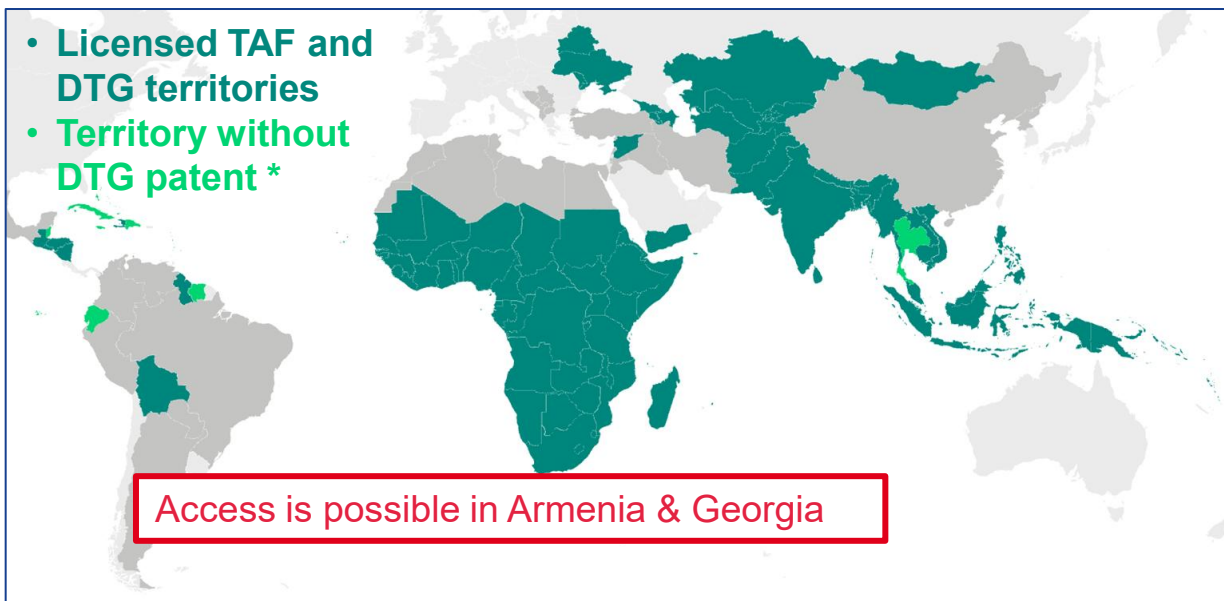 • Licensed TAF and
DTG territories
• Territory without
DTG patent *
Access is possible in Armenia & Georgia